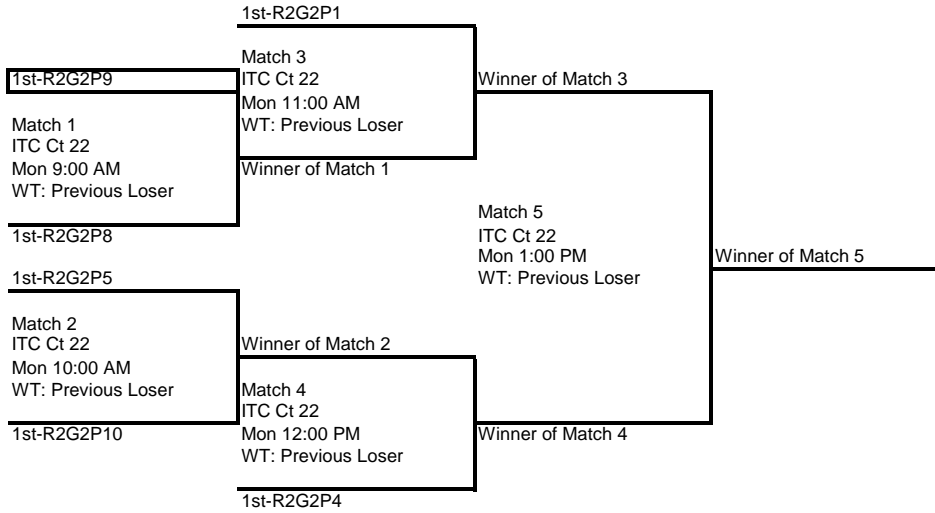 1st-R2G2P1
Match 3
ITC Ct 22
Mon 11:00 AM
WT: Previous Loser
1st-R2G2P9
Winner of Match 3
Match 1
ITC Ct 22
Mon 9:00 AM
WT: Previous Loser
Winner of Match 1
1st-R2G2P8
Match 5
ITC Ct 22
Mon 1:00 PM
WT: Previous Loser
Winner of Match 5
1st-R2G2P5
Match 2
ITC Ct 22
Mon 10:00 AM
WT: Previous Loser
Winner of Match 2
1st-R2G2P10
Match 4
ITC Ct 22
Mon 12:00 PM
WT: Previous Loser
Winner of Match 4
1st-R2G2P4